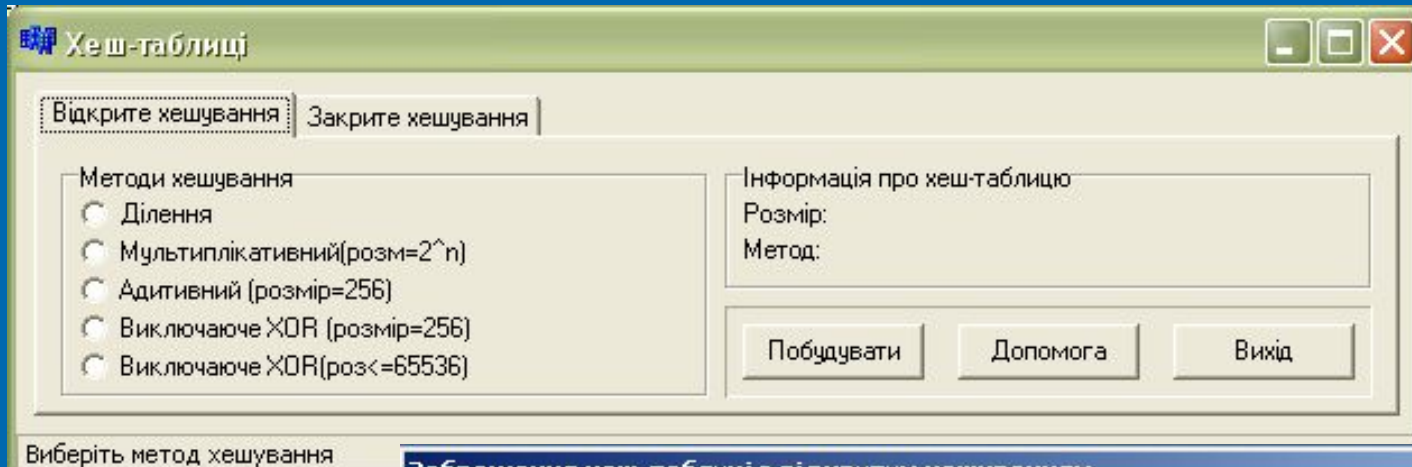 Хеш-таблиці
Відкрите хешування
Закрите хешування
Методи хешування
Ділення
Мультиплікативний(розм=2^n)
Адитивний (розмір=256)
Виключаюче XOR (розмір=256)
Виключаюче XOR(роз<=65536)
Інформація про хеш-таблицю
Розмір:
Метод:
Побудувати
Допомога
Вихід
Виберіть метод хешування